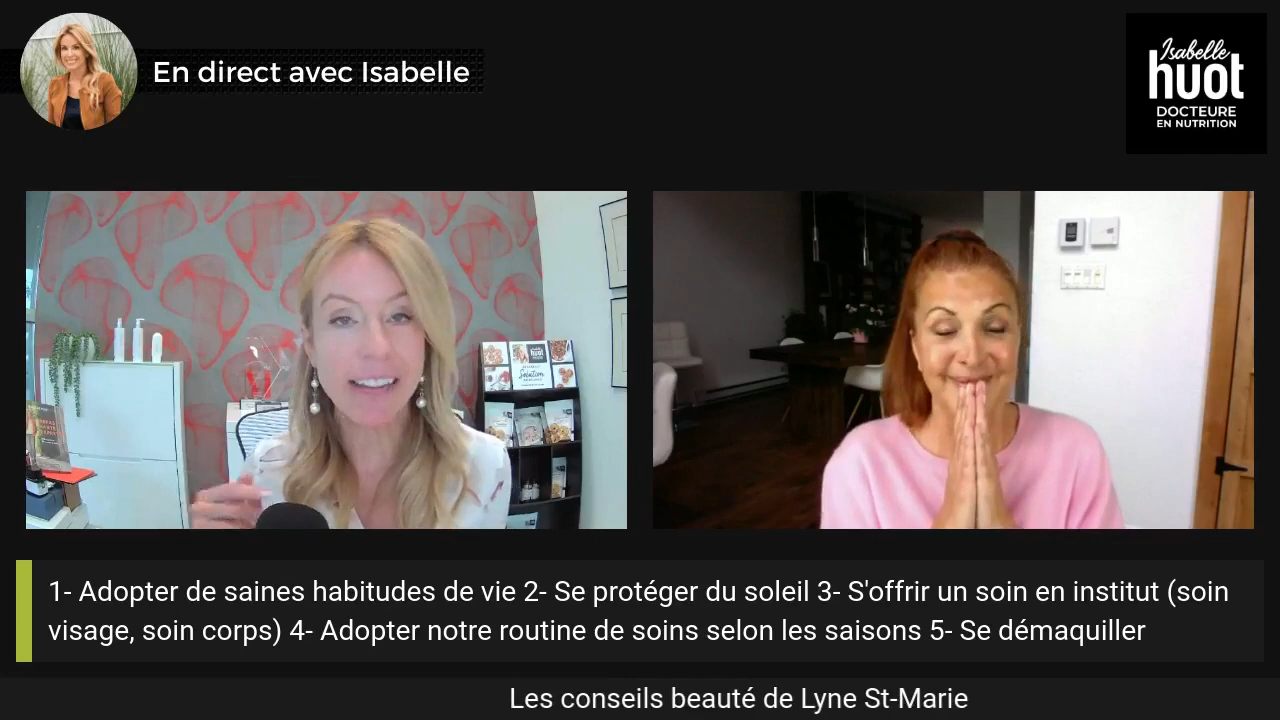 En direct avec Isabelle
Isabelle
huot
DOCTEURE
EN NUTRITION
huot
Solution
1- Adopter de saines habitudes de vie 2- Se protéger du soleil 3- S'offrir un soin en institut (soin
visage, soin corps) 4- Adopter notre routine de soins selon les saisons 5- Se démaquiller
Les conseils beauté de Lyne St-Marie